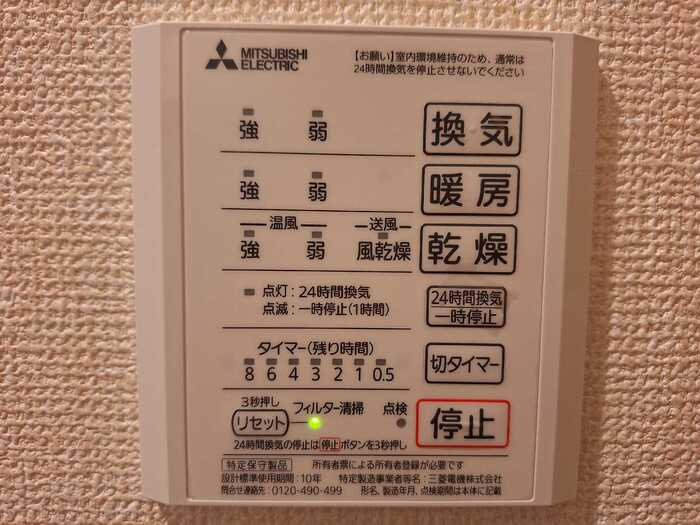 MITSUBISHI
ELECTRIC
【お願い】室内環境維持のため、通常は
24時間換気を停止させないでください
強 弱 換気
強 弱 暖房
温風 送風
強 弱 風乾燥 乾燥
点灯:24時間換気
点滅:一時停止(1時間)
24時間換気
一時停止
タイマー(残り時間)
8 6 4 3 2 1 0.5
切タイマー
3秒押し
リセット フィルター清掃 点検
停止
24時間換気の停止は停止ボタンを3秒押し
特定保守製品 所有者票による所有者登録が必要です
設計標準使用期間:10年 特定製造事業者等名:三菱電機株式会社
問合せ連絡先:0120-490-499 形名、製造年月、点検期間は本体に記載